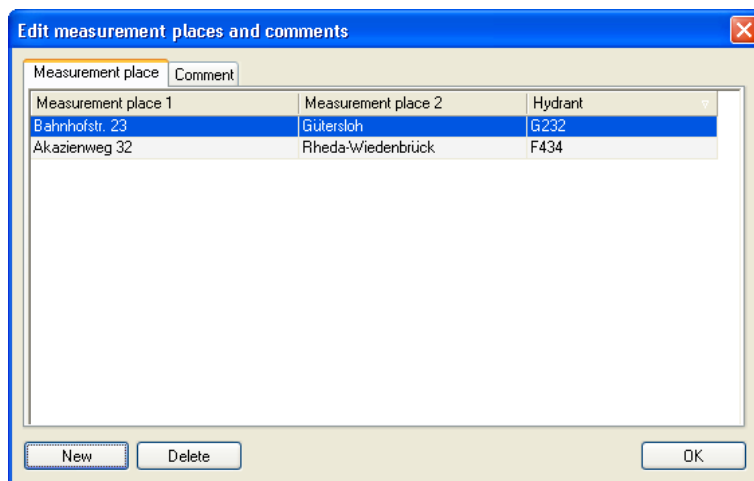 Edit measurement places and comments
Measurement place Comment
Measurement place 1 Measurement place 2 Hydrant
Bahnhofstr. 23 Gütersloh G232
Akazienweg 32 Rheda-Wiedenbrück F434
New Delete OK